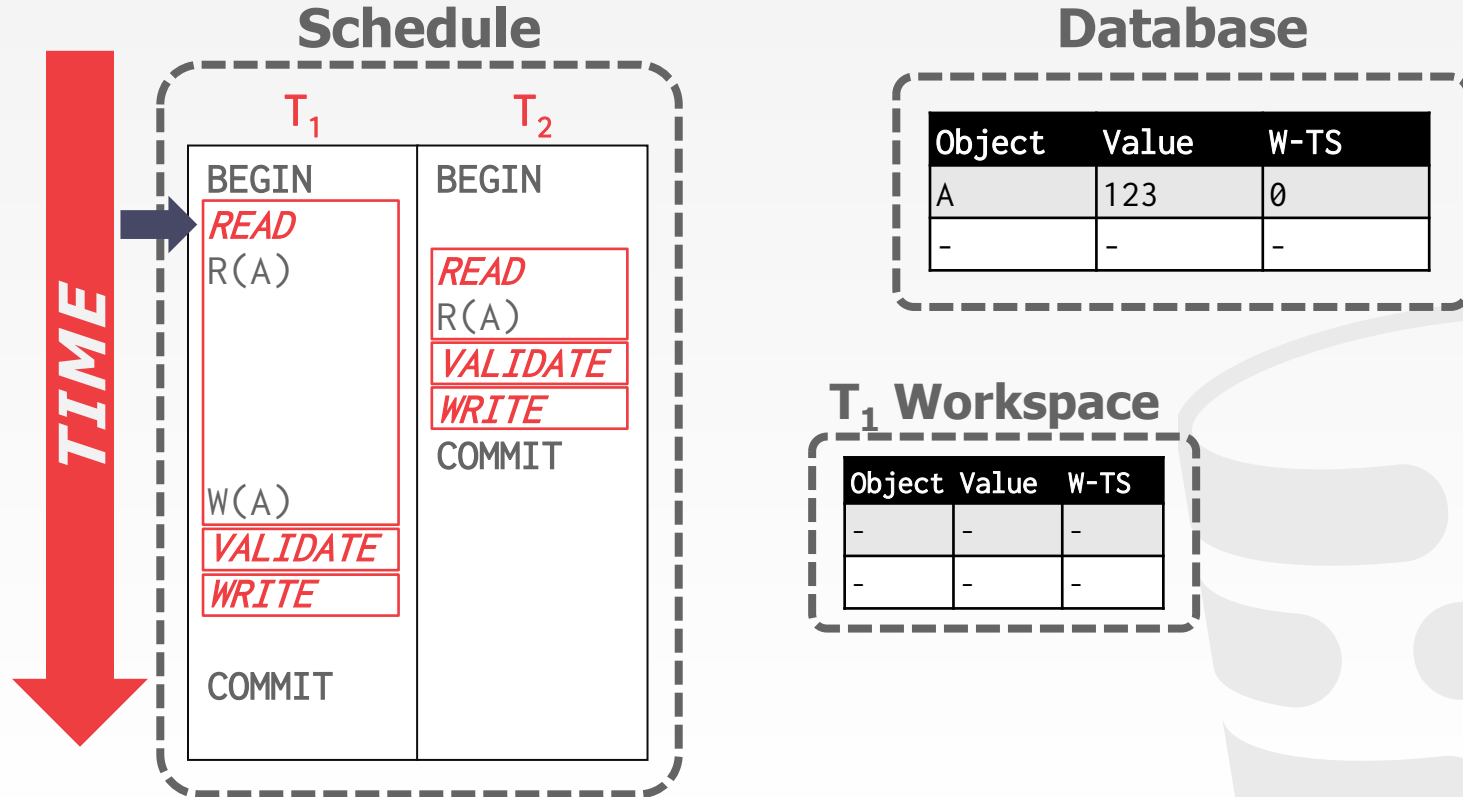 Schedule
Database
TIME
T1 T2
BEGIN BEGIN
READ
R(A) READ
R(A)
VALIDATE
WRITE
COMMIT
W(A)
VALIDATE
WRITE
COMMIT
Object Value W-TS
A 123 0
- - -
T1 Workspace
Object Value W-TS
- - -
- - -